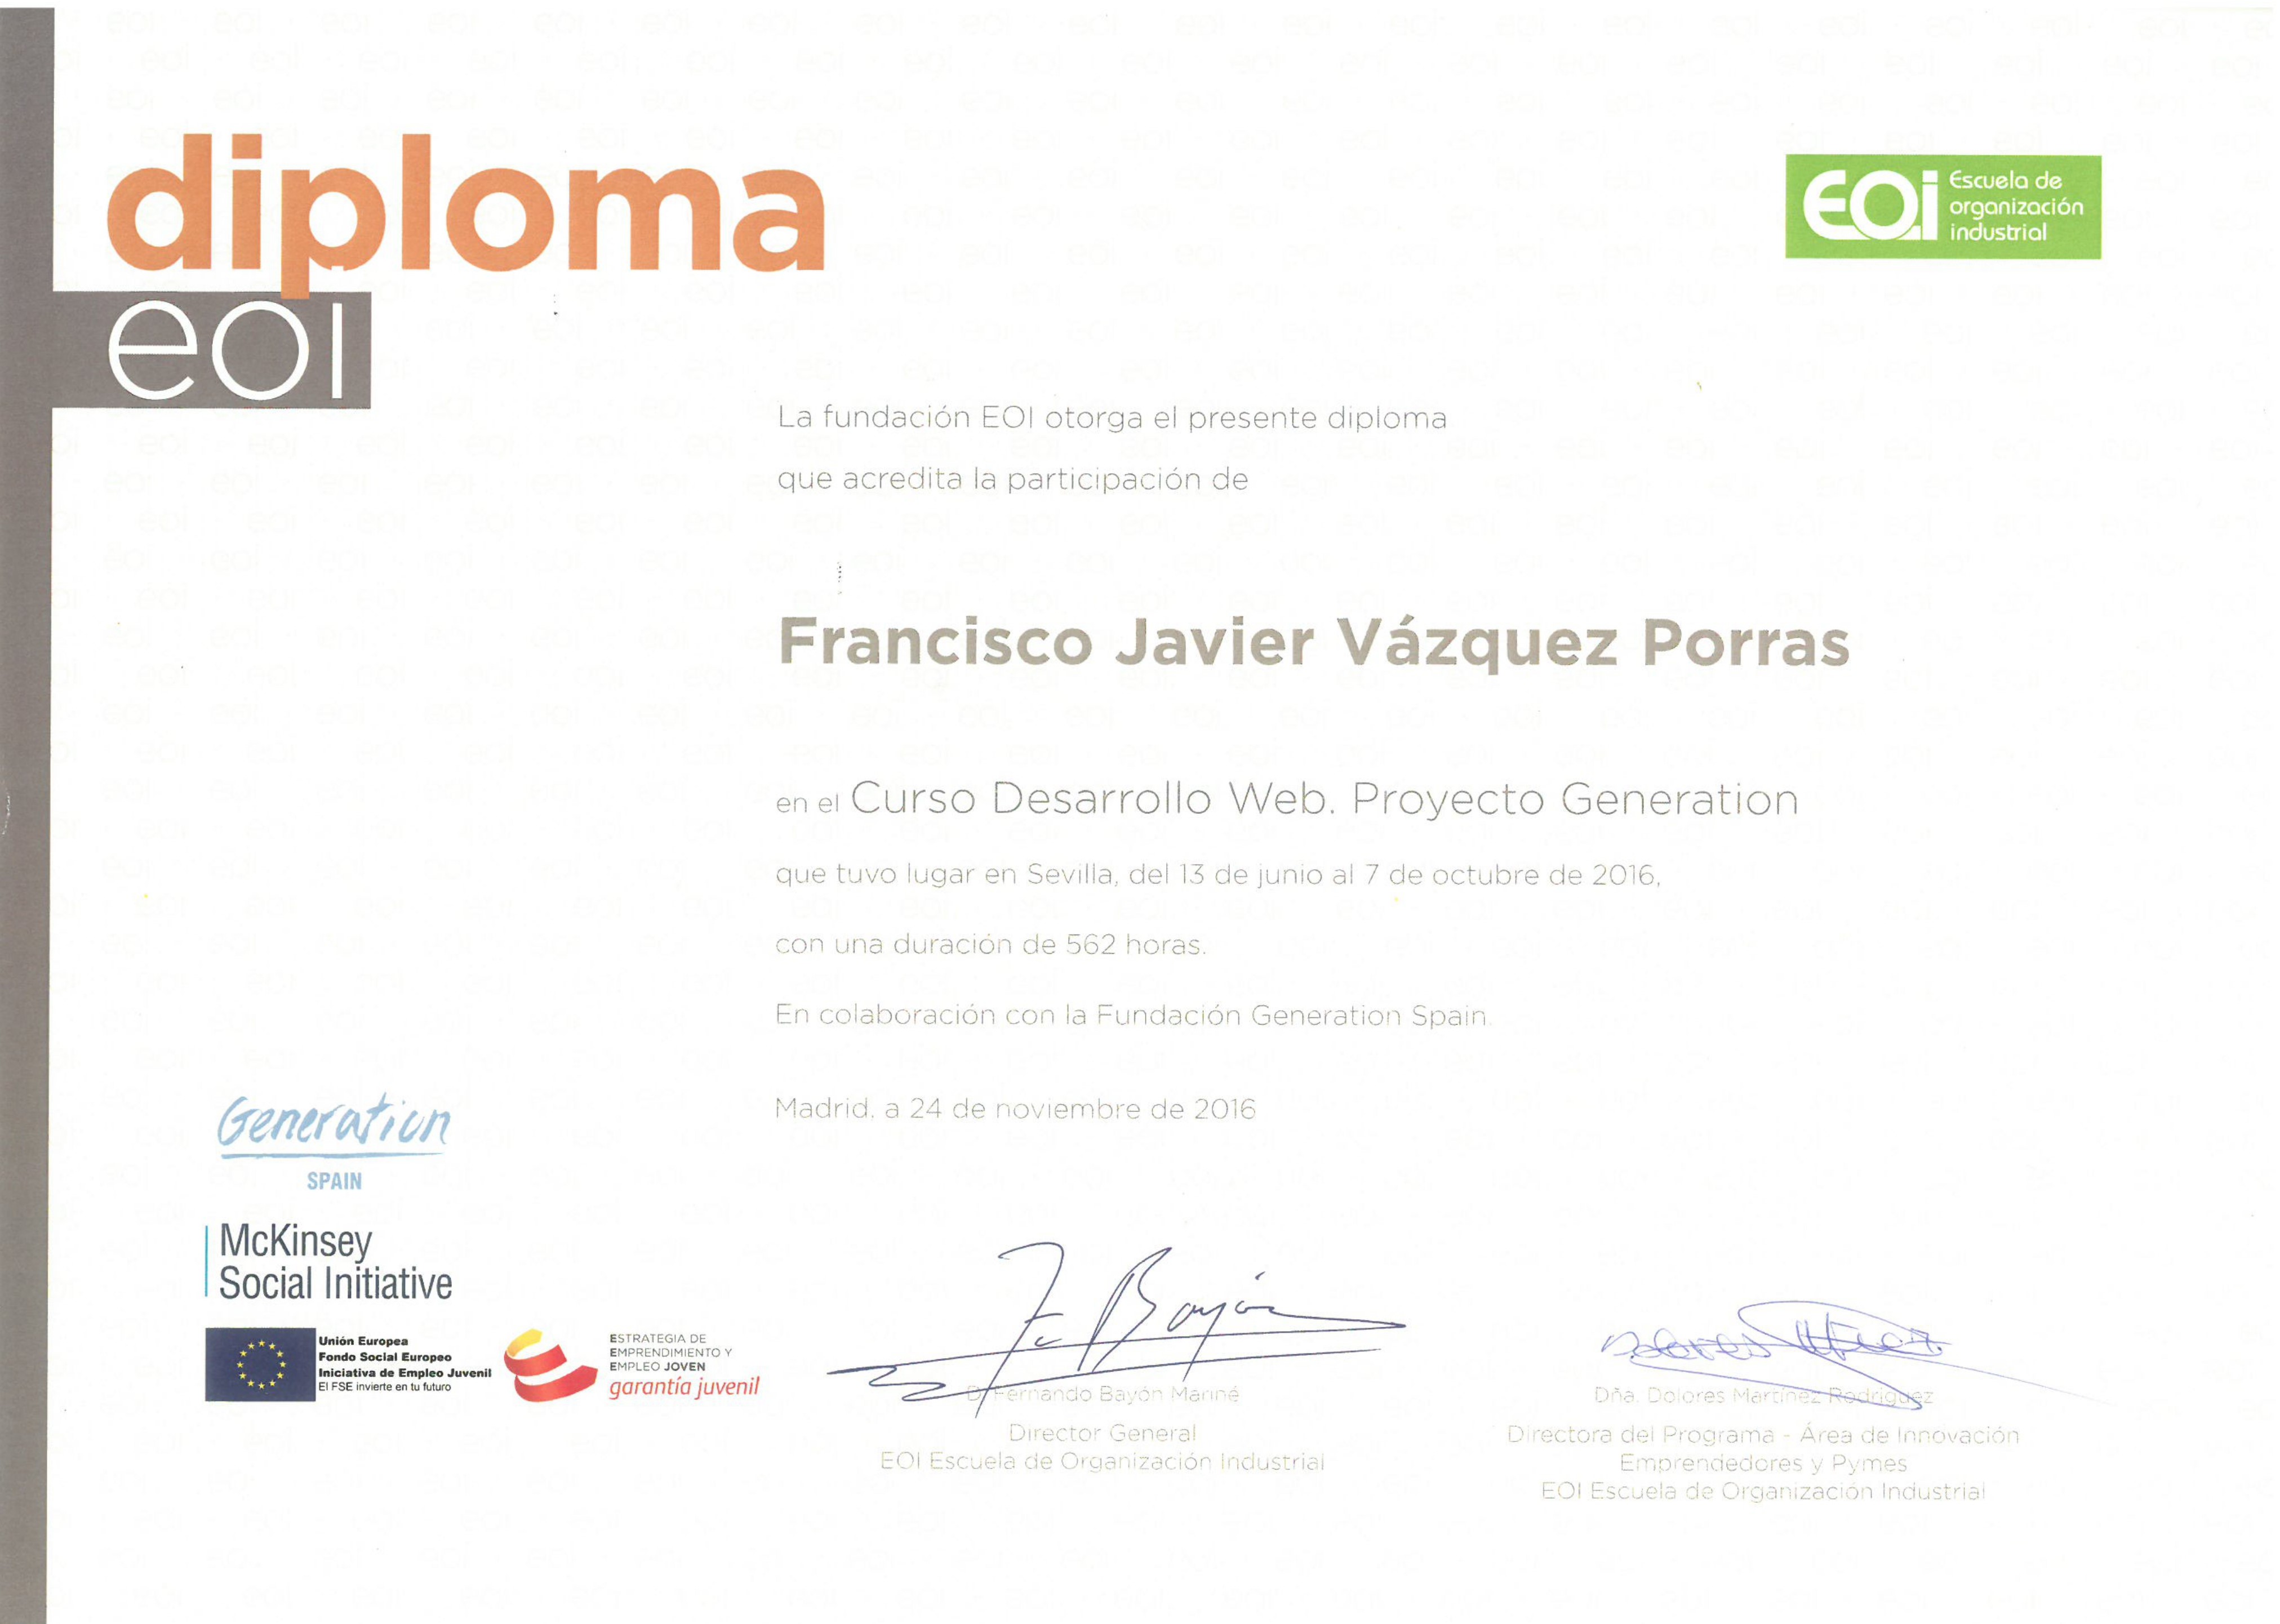 diploma
eoi
EOI Escuela de
organización
industrial
La fundación EOI otorga el presente diploma
que acredita la participación de
Francisco Javier Vázquez Porras
en el Curso Desarrollo Web. Proyecto Generation
que tuvo lugar en Sevilla, del 13 de junio al 7 de octubre de 2016,
con una duración de 562 horas.
En colaboración con la Fundación Generation Spain.
Madrid, a 24 de noviembre de 2016
Generation
SPAIN
McKinsey
Social Initiative
Unión Europea
Fondo Social Europeo
Iniciativa de Empleo Juvenil
El FSE invierte en tu futuro
ESTRATEGIA DE
EMPRENDIMIENTO Y
EMPLEO JOVEN
garantía juvenil
F. Bayón
D. Fernando Bayón Mariné
Director General
EOI Escuela de Organización Industrial
Dolores
Dña. Dolores Martínez Rodríguez
Directora del Programa - Área de Innovación
Emprendedores y Pymes
EOI Escuela de Organización Industrial